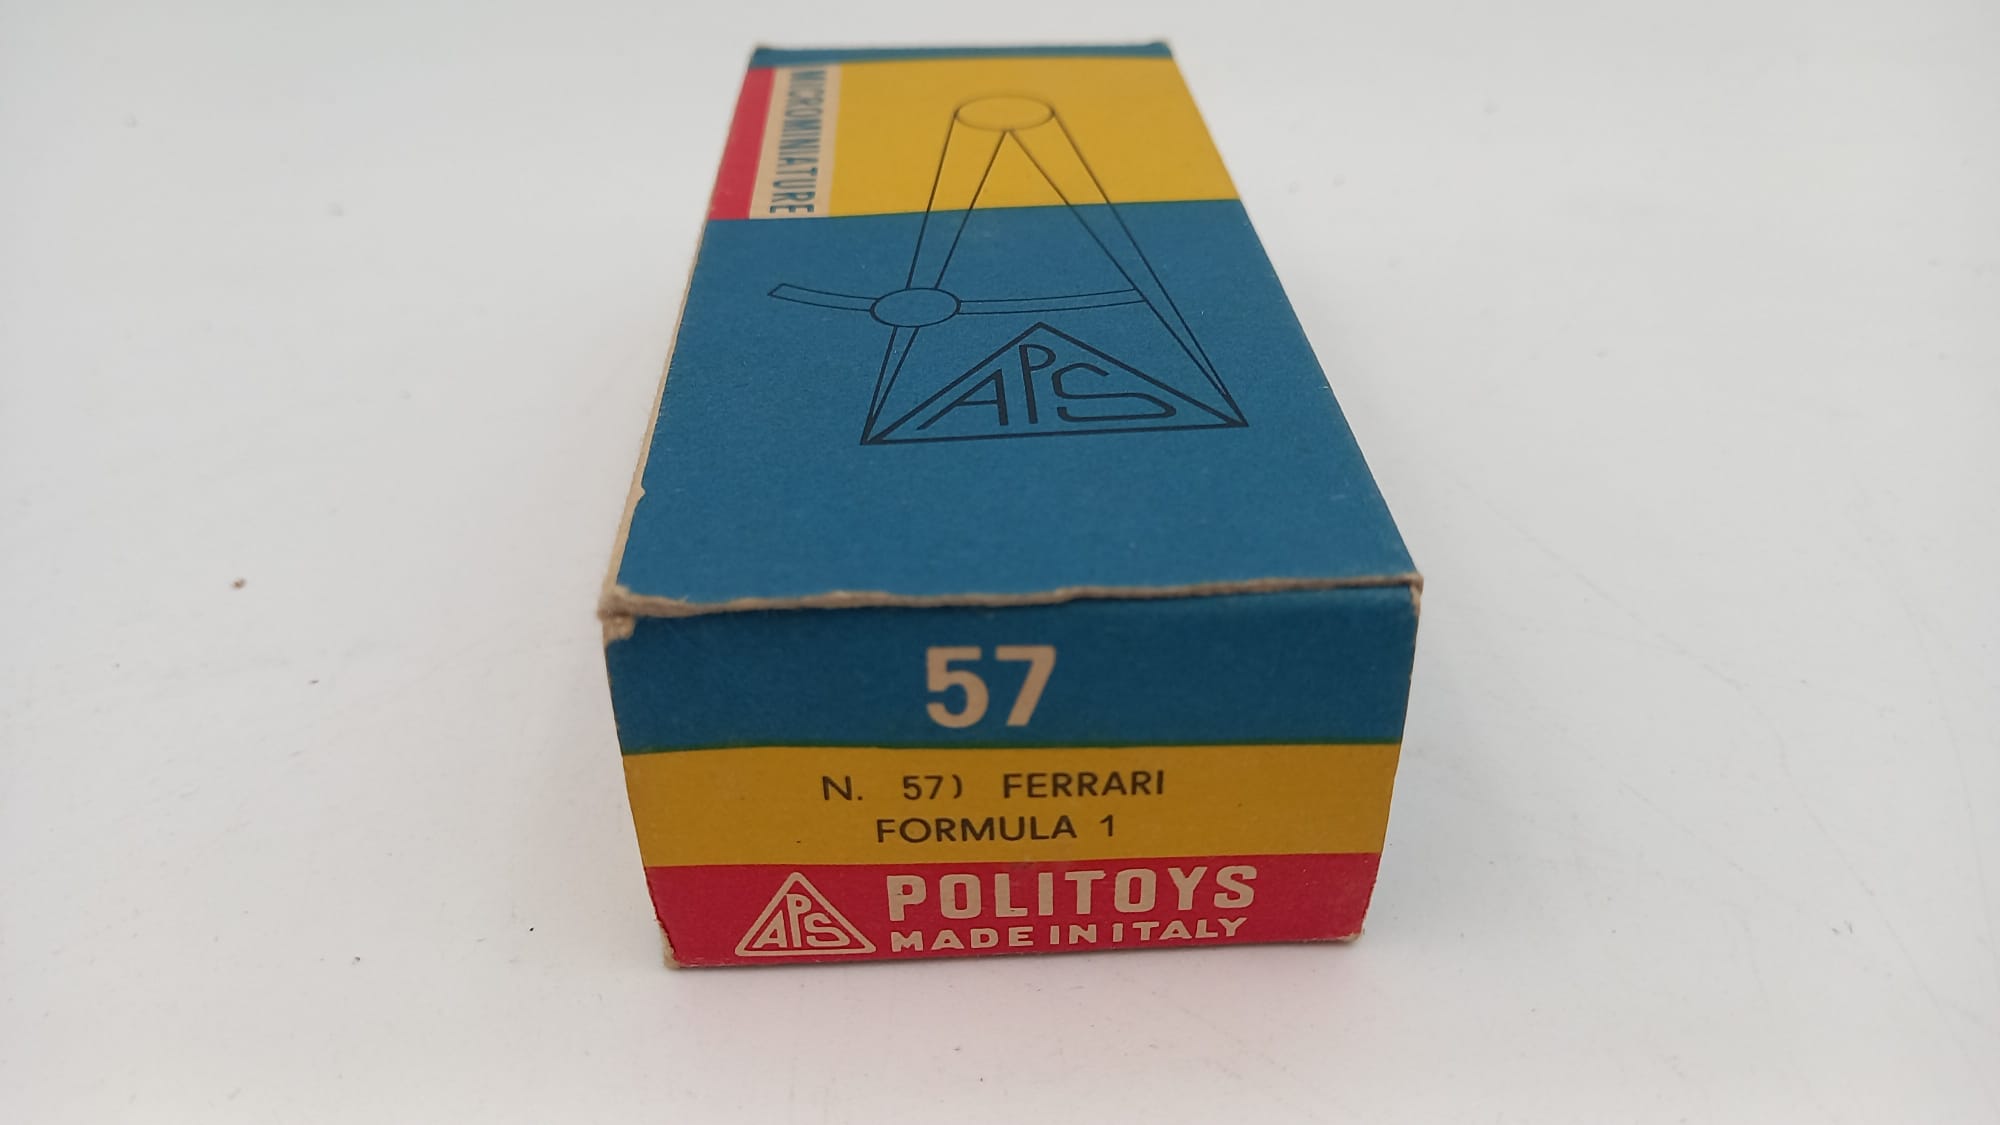 MICROMINIATURE
APS
57
N. 57) FERRARI
FORMULA 1
APS POLITOYS
MADE IN ITALY